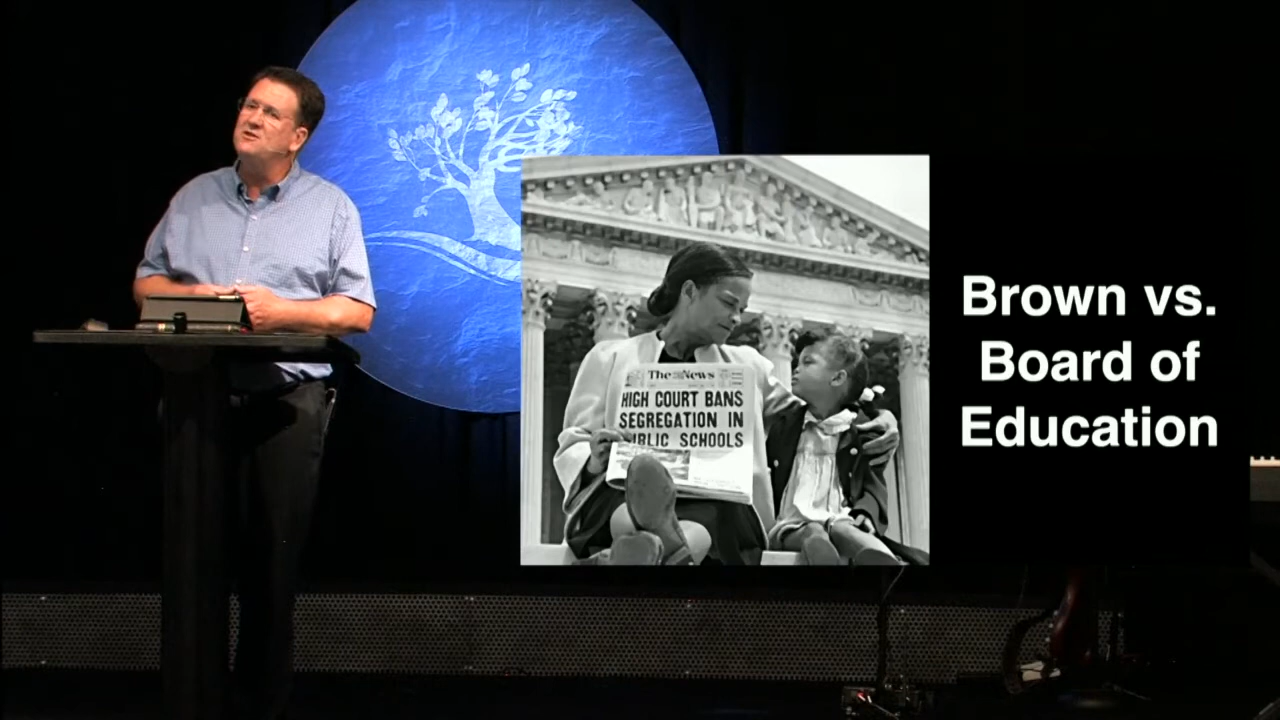 The News
HIGH COURT BANS
SEGREGATION IN
PUBLIC SCHOOLS
Brown vs.
Board of
Education